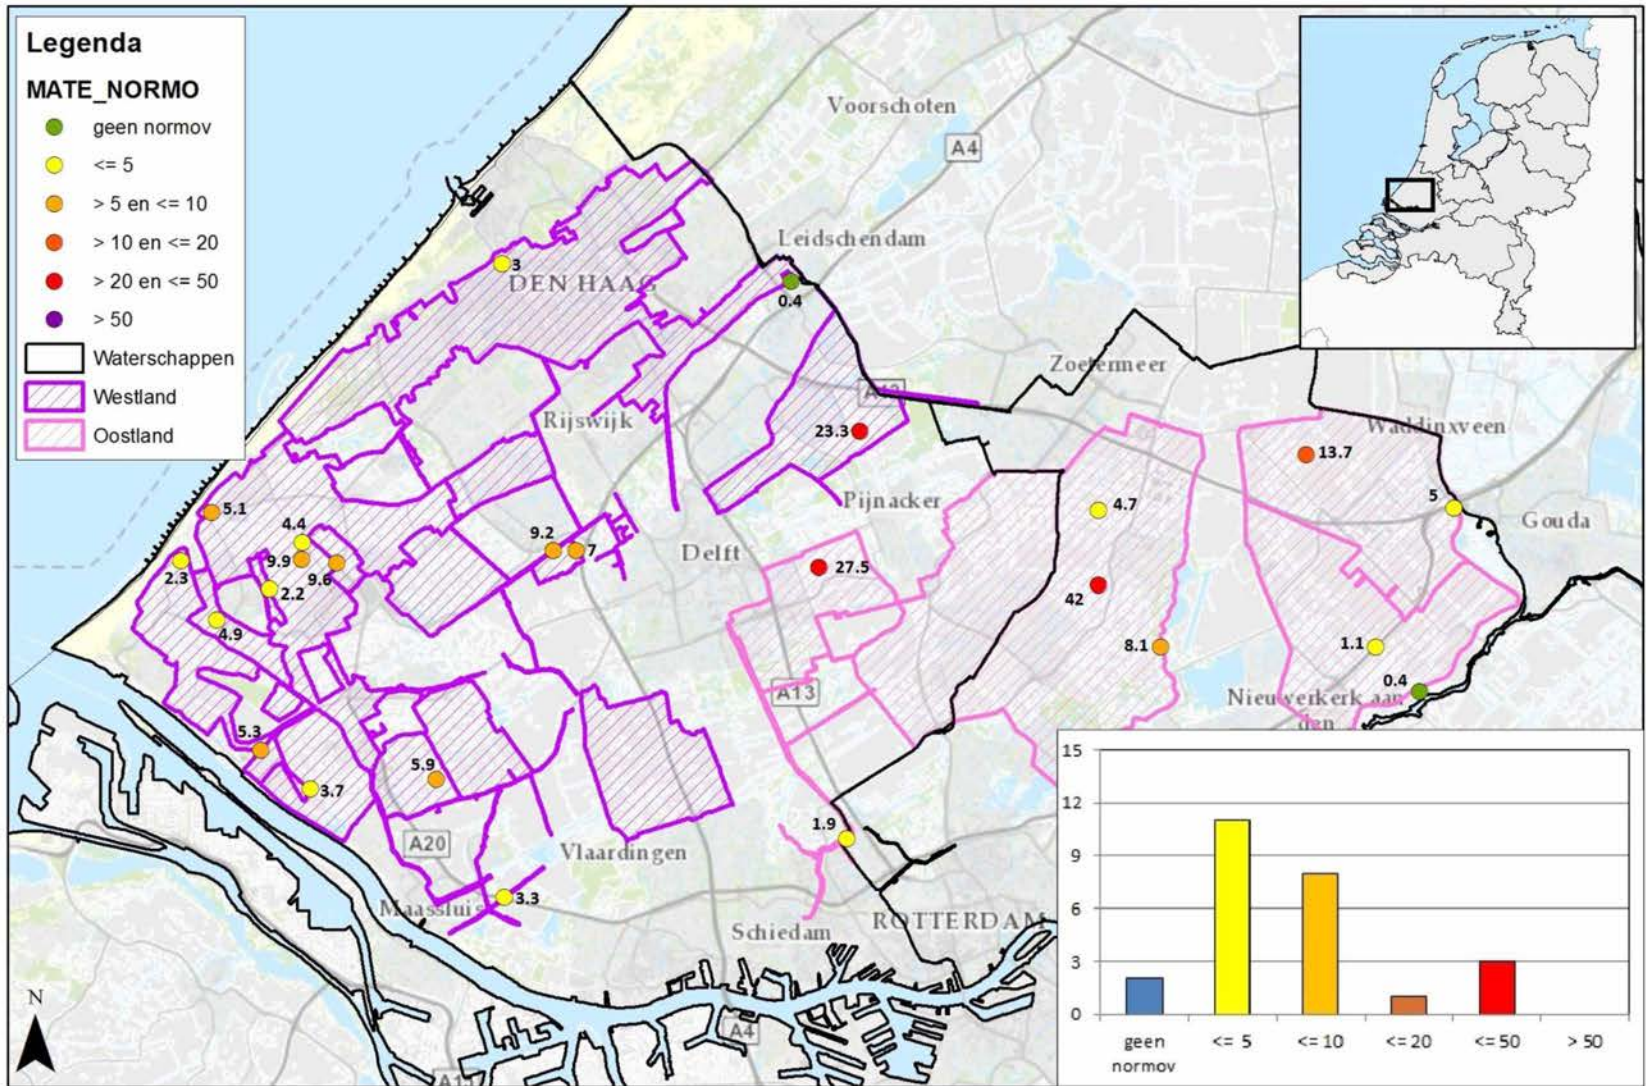 Legenda
MATE_NORMO
geen normov
<= 5
> 5 en <= 10
> 10 en <= 20
> 20 en <= 50
> 50
Waterschappen
Westland
Oostland
Voorschoten
A4
Leidschendam
3
DEN HAAG
0.4
Zoetermeer
Rijswijk
23.3
Waddinxveen
13.7
5.1
Pijnacker
4.7
5
Gouda
4.4
9.2
7
Delft
9.9
9.6
27.5
2.3
2.2
42
4.9
8.1
1.1
0.4
A13
Nieuwerkerk aan
den
5.3
5.9
3.7
1.9
A20
Vlaardingen
3.3
Maassluis
Schiedam
ROTTERDAM
N
A4
15
12
9
6
3
0
geen
normov
<= 5
<= 10
<= 20
<= 50
> 50